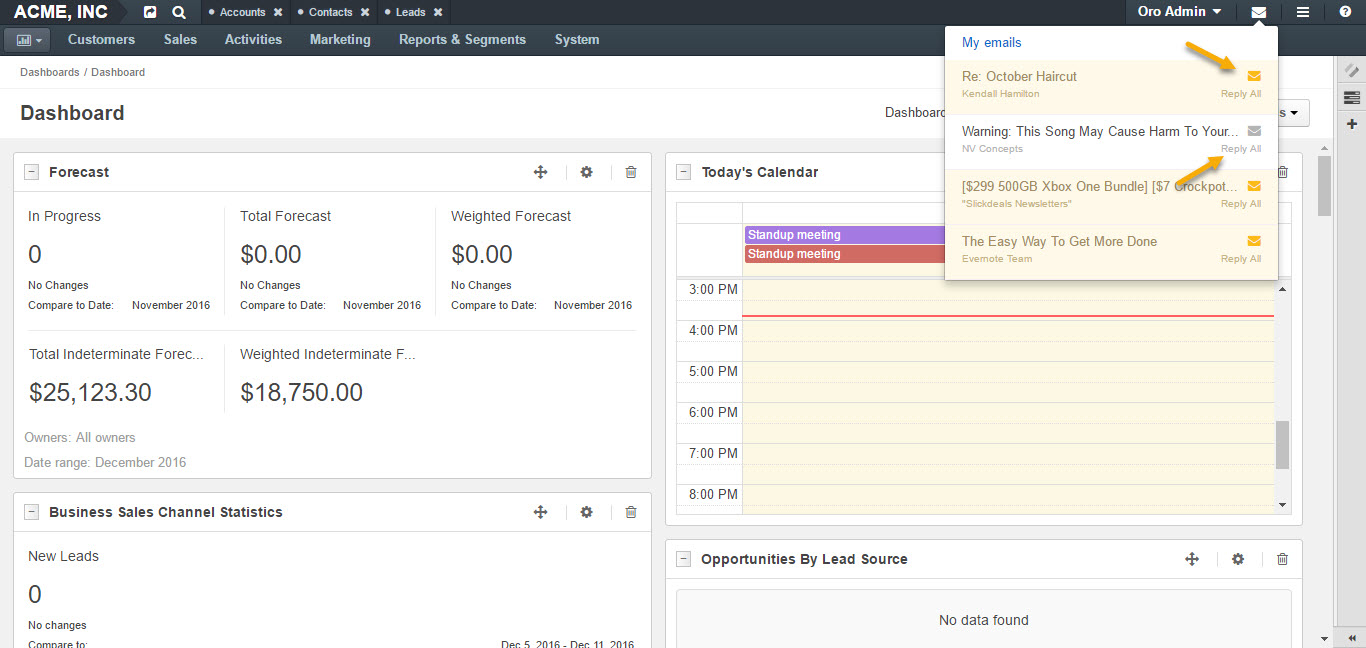 ACME, INC
Accounts
Contacts
Leads
Oro Admin
Customers
Sales
Activities
Marketing
Reports & Segments
System
Dashboards / Dashboard
Dashboard
Dashboard
s
My emails
Re: October Haircut
Kendall Hamilton
Reply All
Warning: This Song May Cause Harm To Your...
NV Concepts
Reply All
[$299 500GB Xbox One Bundle] [$7 Crockpot...
"Slickdeals Newsletters"
Reply All
The Easy Way To Get More Done
Evernote Team
Reply All
Forecast
In Progress
0
No Changes
Compare to Date: November 2016
Total Forecast
$0.00
No Changes
Compare to Date: November 2016
Weighted Forecast
$0.00
No Changes
Compare to Date: November 2016
Total Indeterminate Forec...
$25,123.30
Weighted Indeterminate F...
$18,750.00
Owners: All owners
Date range: December 2016
Today's Calendar
Standup meeting
Standup meeting
3:00 PM
4:00 PM
5:00 PM
6:00 PM
7:00 PM
8:00 PM
Business Sales Channel Statistics
New Leads
0
No changes
Compare to:
Dec 5, 2016 - Dec 11, 2016
Opportunities By Lead Source
No data found